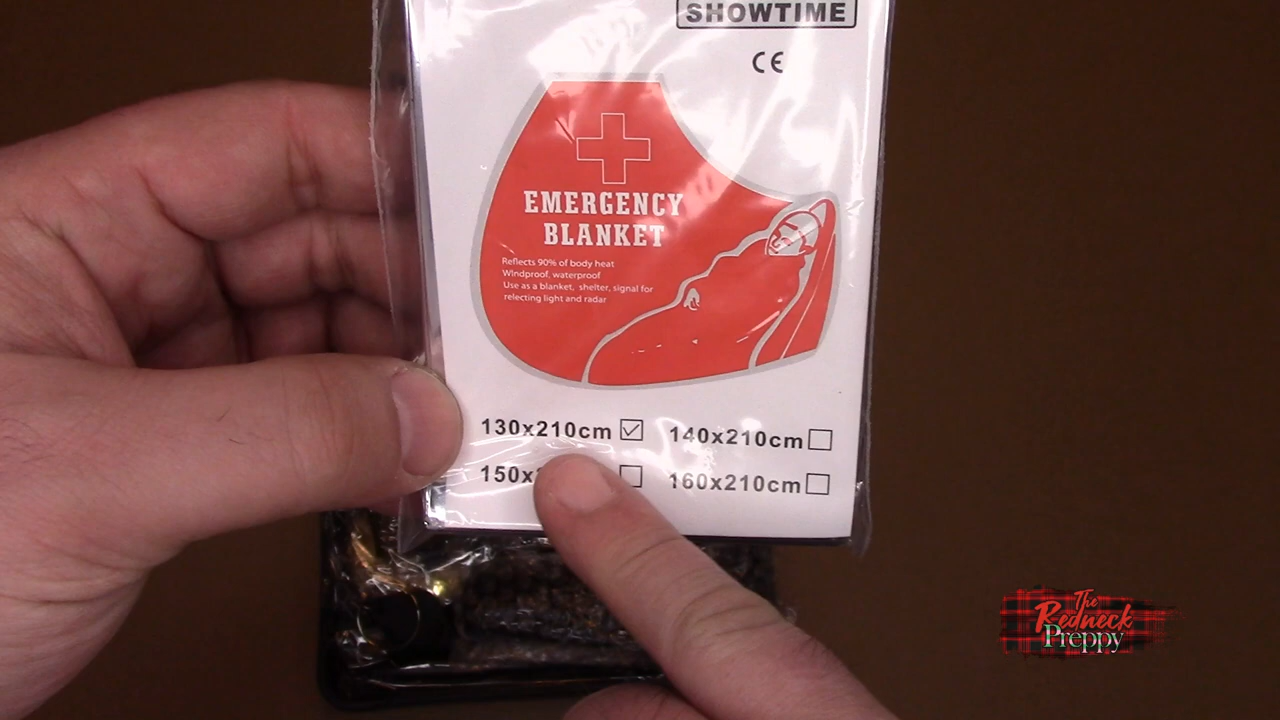 SHOWTIME
CE
EMERGENCY
BLANKET
Reflects 90% of body heat
Windproof, waterproof
Use as a blanket, shelter, signal for
relecting light and radar
130x210cm 140x210cm
150x 160x210cm
The
Redneck
Preppy